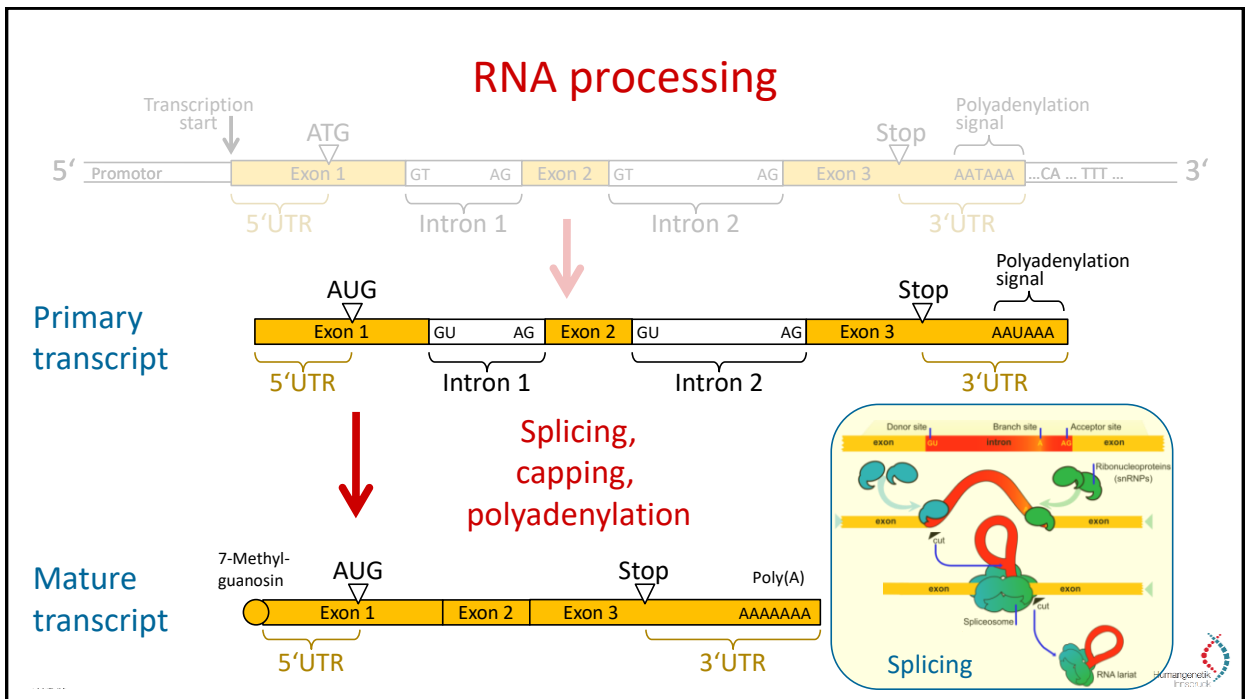 RNA processing
Transcription
start
ATG
Stop
Polyadenylation
signal
5‘
Promotor
Exon 1
GT
AG
Exon 2
GT
AG
Exon 3
AATAAA
...CA ... TTT ...
3‘
5‘UTR
Intron 1
Intron 2
3‘UTR
Primary
transcript
AUG
Stop
Polyadenylation
signal
Exon 1
GU
AG
Exon 2
GU
AG
Exon 3
AAUAAA
5‘UTR
Intron 1
Intron 2
3‘UTR
Splicing,
capping,
polyadenylation
Donor site
Branch site
Acceptor site
exon
GU
intron
A
AG
exon
Ribonucleoproteins
(snRNPs)
exon
exon
cut
exon
exon
cut
Spliceosome
RNA lariat
Splicing
Mature
transcript
7-Methyl-
guanosin
AUG
Stop
Poly(A)
Exon 1
Exon 2
Exon 3
AAAAAAA
5‘UTR
3‘UTR
Humangenetik
Innsbruck